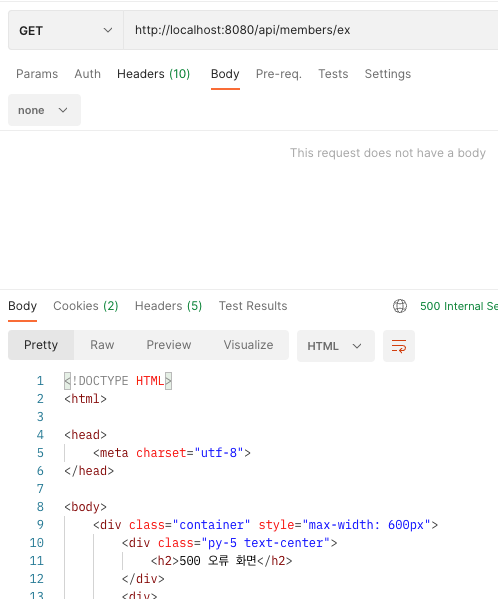 GET http://localhost:8080/api/members/ex
Params Auth Headers (10) Body Pre-req. Tests Settings
none
This request does not have a body
Body Cookies (2) Headers (5) Test Results 500 Internal Se
Pretty Raw Preview Visualize HTML
1 <!DOCTYPE HTML>
2 <html>
3
4 <head>
5 <meta charset="utf-8">
6 </head>
7
8 <body>
9 <div class="container" style="max-width: 600px">
10 <div class="py-5 text-center">
11 <h2>500 오류 화면</h2>
12 </div>
13 <div>